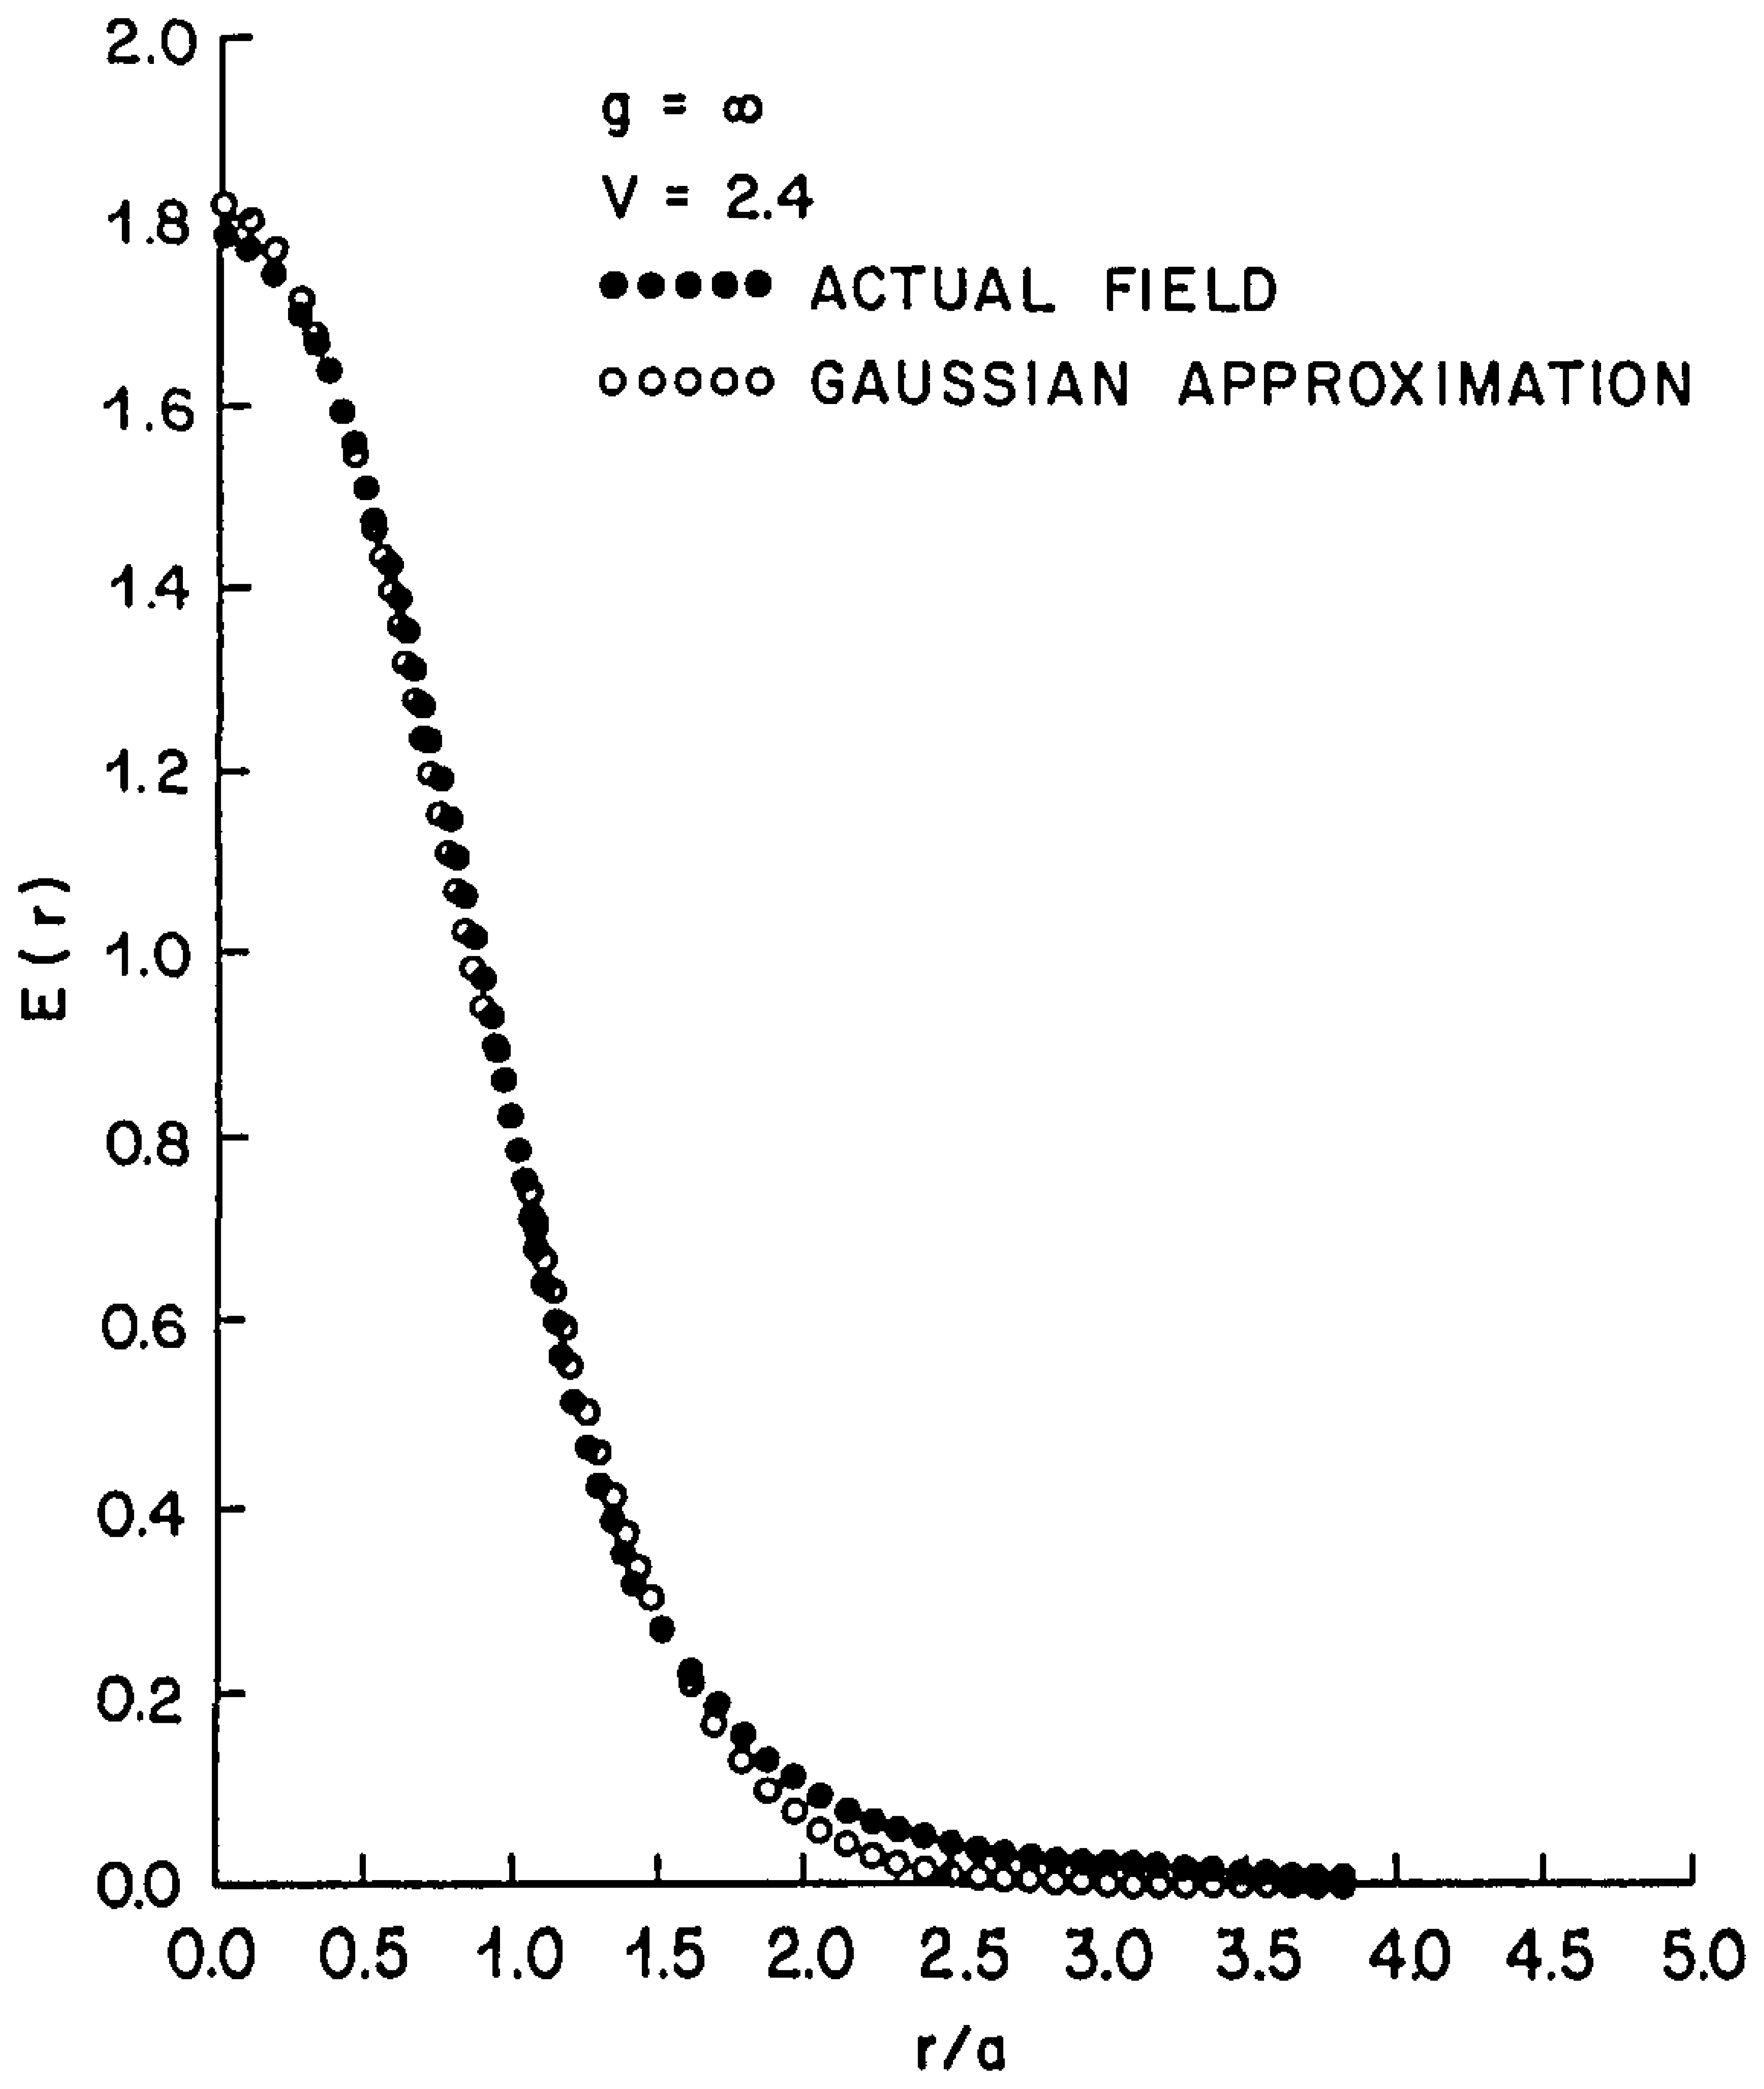 2.0
g = ∞
V = 2.4
1.8
ACTUAL FIELD
GAUSSIAN APPROXIMATION
1.6
1.4
1.2
E(r)
1.0
0.8
0.6
0.4
0.2
0.0
0.0 0.5 1.0 1.5 2.0 2.5 3.0 3.5 4.0 4.5 5.0
r/a